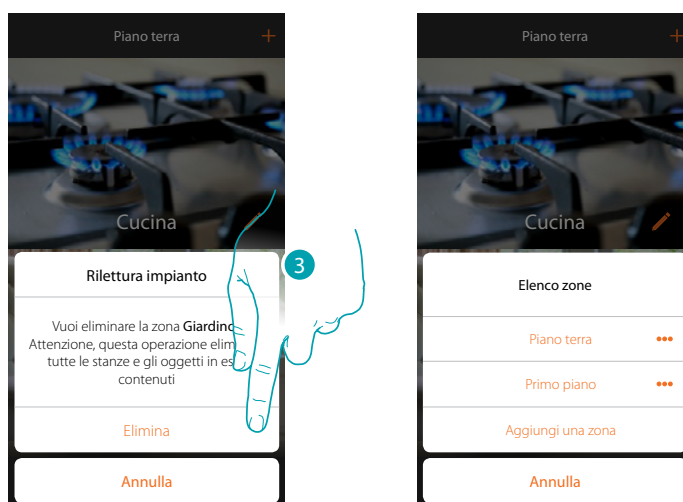 Piano terra
Cucina
Rilettura impianto
Vuoi eliminare la zona Giardino
Attenzione, questa operazione elim
tutte le stanze e gli oggetti in es
contenuti
Elimina
Annulla
3
Piano terra
Cucina
Elenco zone
Piano terra
Primo piano
Aggiungi una zona
Annulla